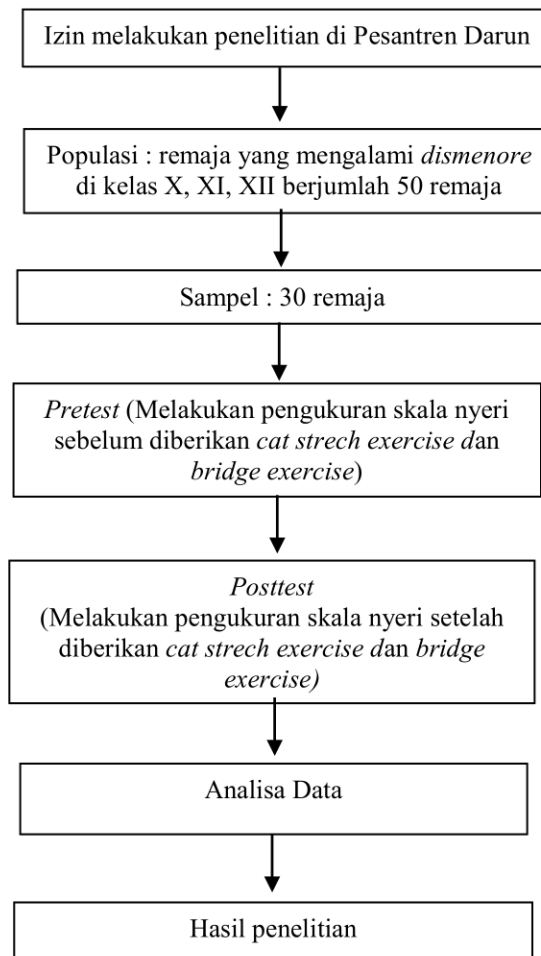 Izin melakukan penelitian di Pesantren Darun
Populasi : remaja yang mengalami dismenore
di kelas X, XI, XII berjumlah 50 remaja
Sampel : 30 remaja
Pretest (Melakukan pengukuran skala nyeri
sebelum diberikan cat strech exercise dan
bridge exercise)
Posttest
(Melakukan pengukuran skala nyeri setelah
diberikan cat strech exercise dan bridge
exercise)
Analisa Data
Hasil penelitian